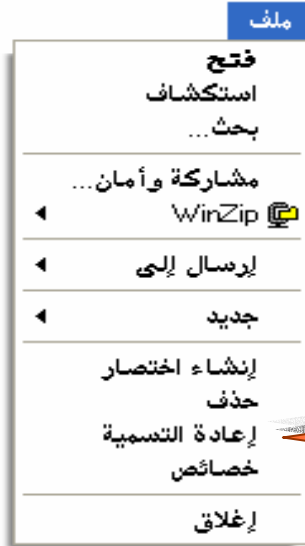 ملف
فتح
استكشاف
بحث...
مشاركة وأمان...
WinZip
إرسال إلى
جديد
إنشاء اختصار
حذف
إعادة التسمية
خصائص
إغلاق